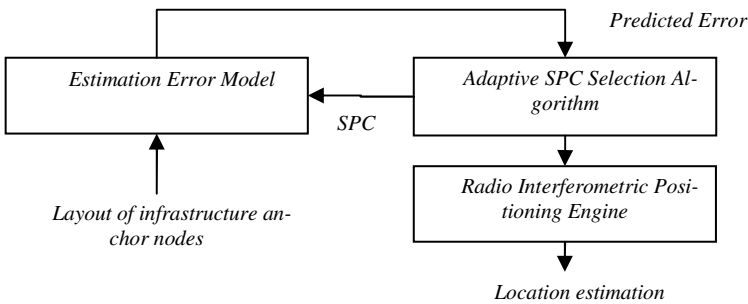 Predicted Error
Estimation Error Model
Adaptive SPC Selection Al-
gorithm
SPC
Radio Interferometric Posi-
tioning Engine
Layout of infrastructure an-
chor nodes
Location estimation